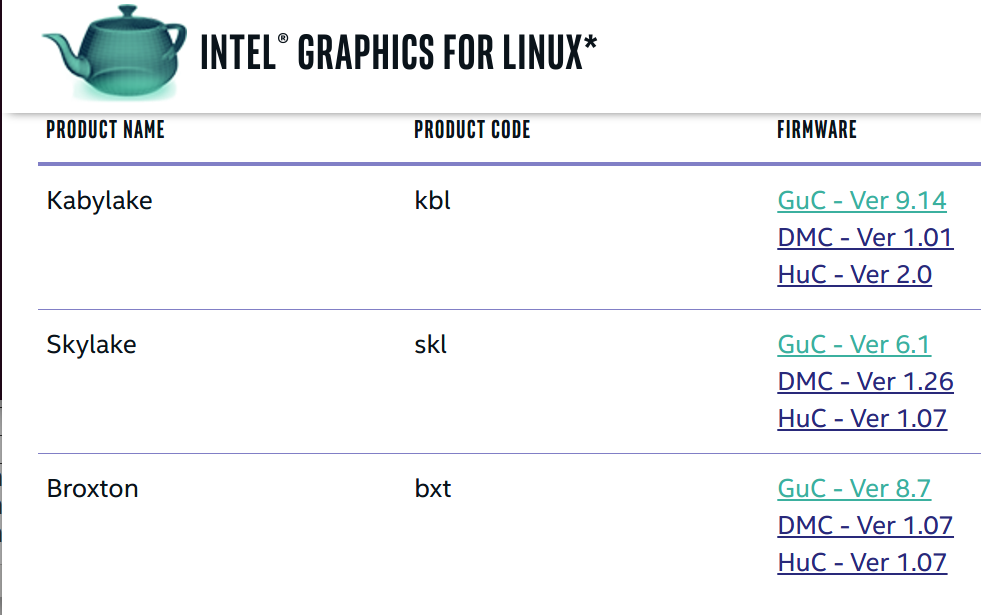 INTEL® GRAPHICS FOR LINUX*
PRODUCT NAME PRODUCT CODE FIRMWARE
Kabylake kbl GuC - Ver 9.14
DMC - Ver 1.01
HuC - Ver 2.0
Skylake skl GuC - Ver 6.1
DMC - Ver 1.26
HuC - Ver 1.07
Broxton bxt GuC - Ver 8.7
DMC - Ver 1.07
HuC - Ver 1.07